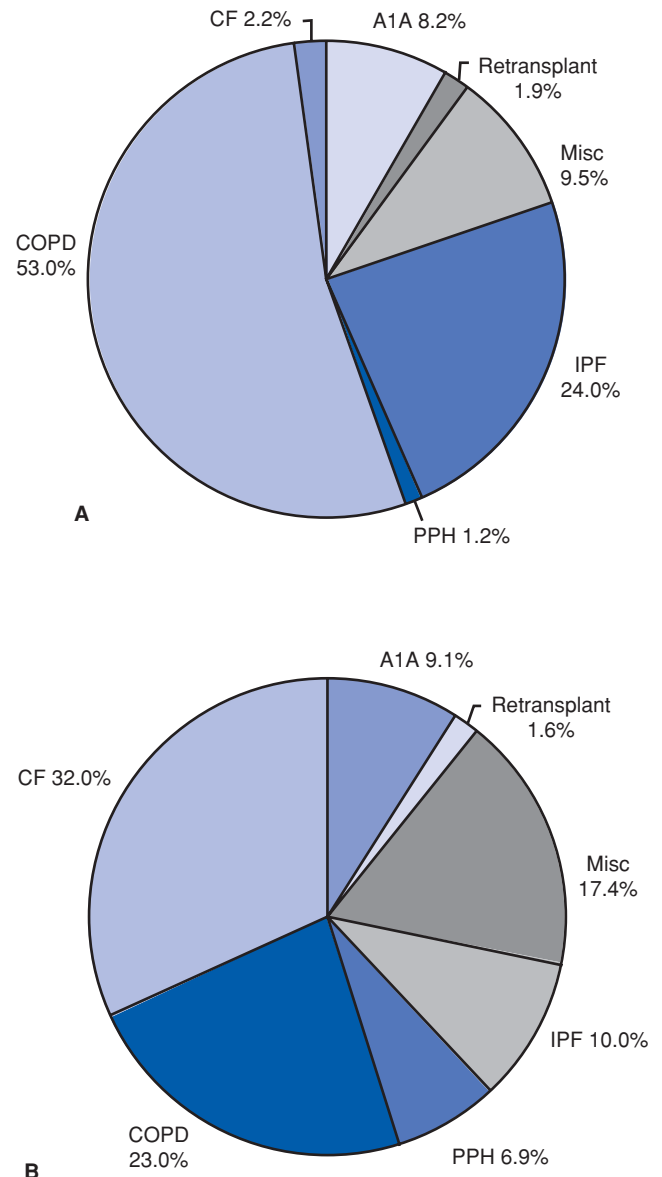 CF 2.2%
A1A 8.2%
Retransplant
1.9%
Misc
9.5%
COPD
53.0%
IPF
24.0%
A
PPH 1.2%
A1A 9.1%
Retransplant
1.6%
CF 32.0%
Misc
17.4%
IPF 10.0%
COPD
23.0%
PPH 6.9%
B